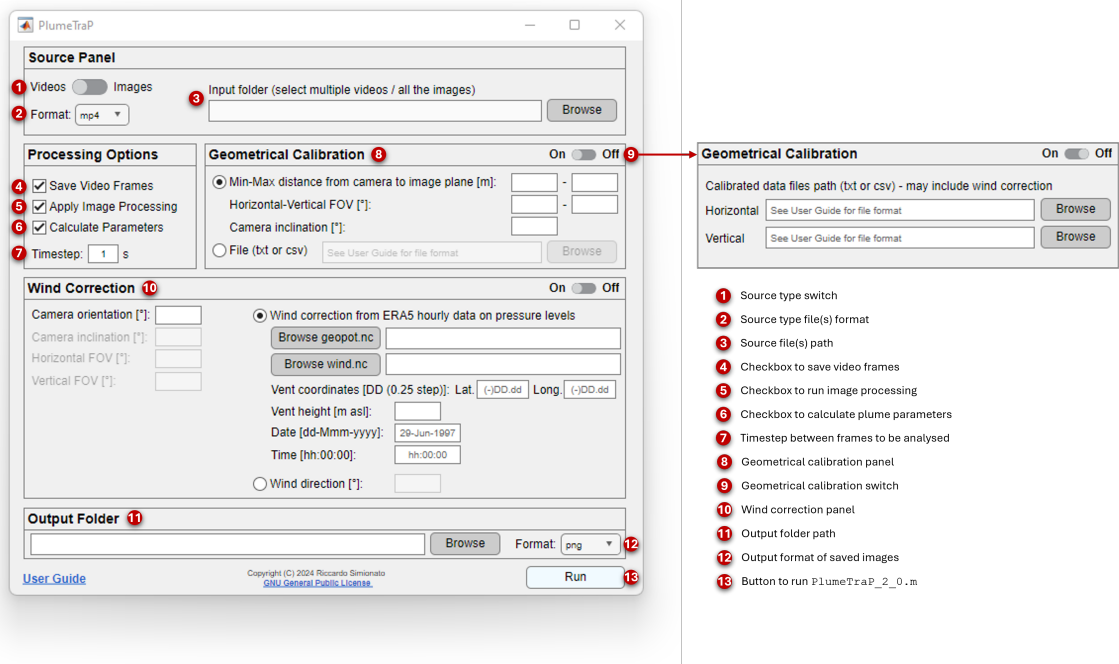 PlumeTraP
Source Panel
1 Videos Images
2 Format: mp4
3 Input folder (select multiple videos / all the images)
Browse
Processing Options
4 Save Video Frames
5 Apply Image Processing
6 Calculate Parameters
7 Timestep: 1 s
Geometrical Calibration 8 On Off 9
Min-Max distance from camera to image plane [m]: -
Horizontal-Vertical FOV [°]: -
Camera inclination [°]:
File (txt or csv) See User Guide for file format Browse
Wind Correction 10 On Off
Camera orientation [°]:
Camera inclination [°]:
Horizontal FOV [°]:
Vertical FOV [°]:
Wind correction from ERA5 hourly data on pressure levels
Browse geopot.nc
Browse wind.nc
Vent coordinates [DD (0.25 step)]: Lat. (-)DD.dd Long. (-)DD.dd
Vent height [m asl]:
Date [dd-Mmm-yyyy]: 29-Jun-1997
Time [hh:00:00]: hh:00:00
Wind direction [°]:
Output Folder 11
Browse Format: png 12
User Guide
Copyright (C) 2024 Riccardo Simionato
GNU General Public License
Run 13
Geometrical Calibration On Off
Calibrated data files path (txt or csv) - may include wind correction
Horizontal See User Guide for file format Browse
Vertical See User Guide for file format Browse
1 Source type switch
2 Source type file(s) format
3 Source file(s) path
4 Checkbox to save video frames
5 Checkbox to run image processing
6 Checkbox to calculate plume parameters
7 Timestep between frames to be analysed
8 Geometrical calibration panel
9 Geometrical calibration switch
10 Wind correction panel
11 Output folder path
12 Output format of saved images
13 Button to run PlumeTraP_2_0.m